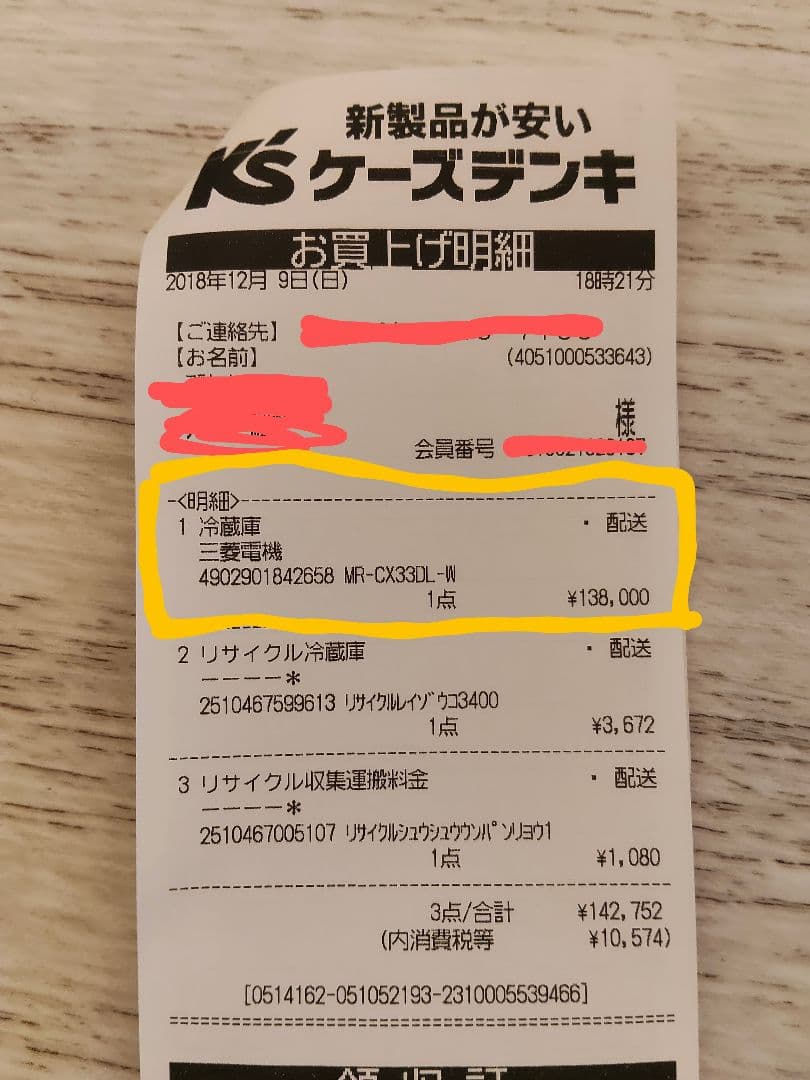 新製品が安い
K'S ケーズデンキ
お買上げ明細
2018年12月 9日(日) 18時21分
【ご連絡先】
【お名前】 (4051000533643)
様
会員番号
-<明細>-
1 冷蔵庫 ・ 配送
三菱電機
4902901842658 MR-CX33DL-W
1点 ¥138,000
2 リサイクル冷蔵庫 ・ 配送
ーーーー*
2510467599613 ﾘｻｲｸﾙﾚｲｿﾞｳｺ3400
1点 ¥3,672
3 リサイクル収集運搬料金 ・ 配送
ーーーー*
2510467005107 ﾘｻｲｸﾙｼｭｳｼｭｳｳﾝﾊﾟﾝﾘｮｳ1
1点 ¥1,080
3点/合計 ¥142,752
(内消費税等 ¥10,574)
[0514162-051052193-2310005539466]
領収証